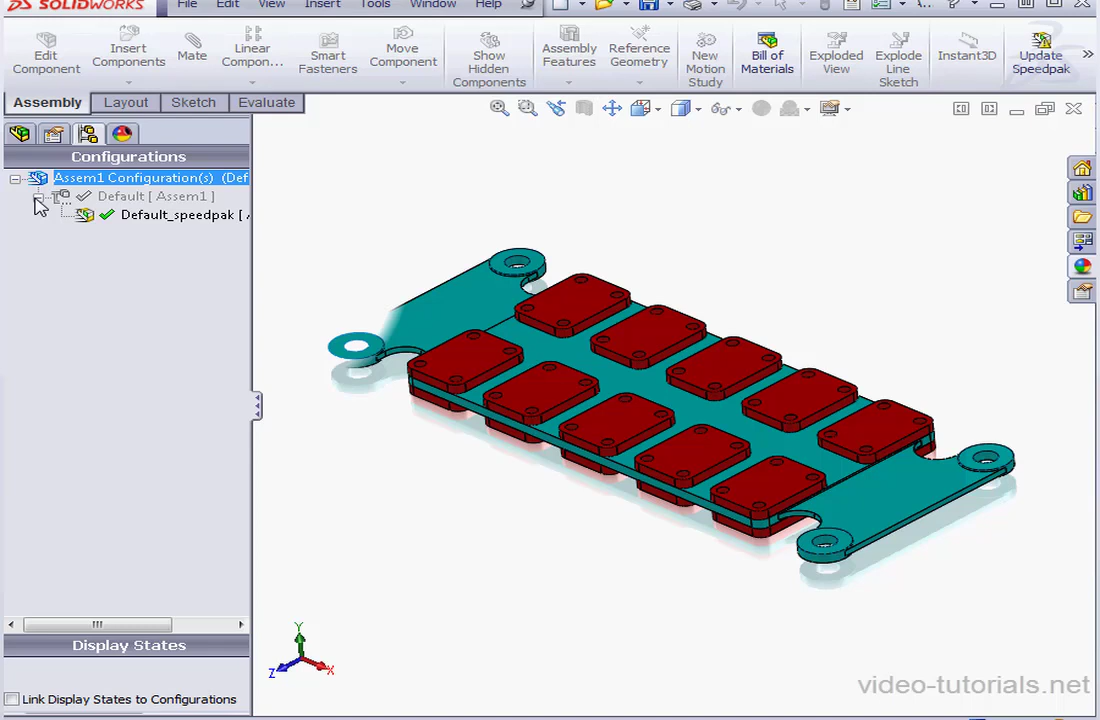 SOLIDWORKS
File Edit View Insert Tools Window Help
Edit Component
Insert Components
Mate
Linear Compon...
Smart Fasteners
Move Component
Show Hidden Components
Assembly Features
Reference Geometry
New Motion Study
Bill of Materials
Exploded View
Explode Line Sketch
Instant3D
Update Speedpak
»
Assembly Layout Sketch Evaluate
Configurations
Assem1 Configuration(s) (Def
Default [ Assem1 ]
Default_speedpak [
Y
Z X
Display States
Link Display States to Configurations
video-tutorials.net